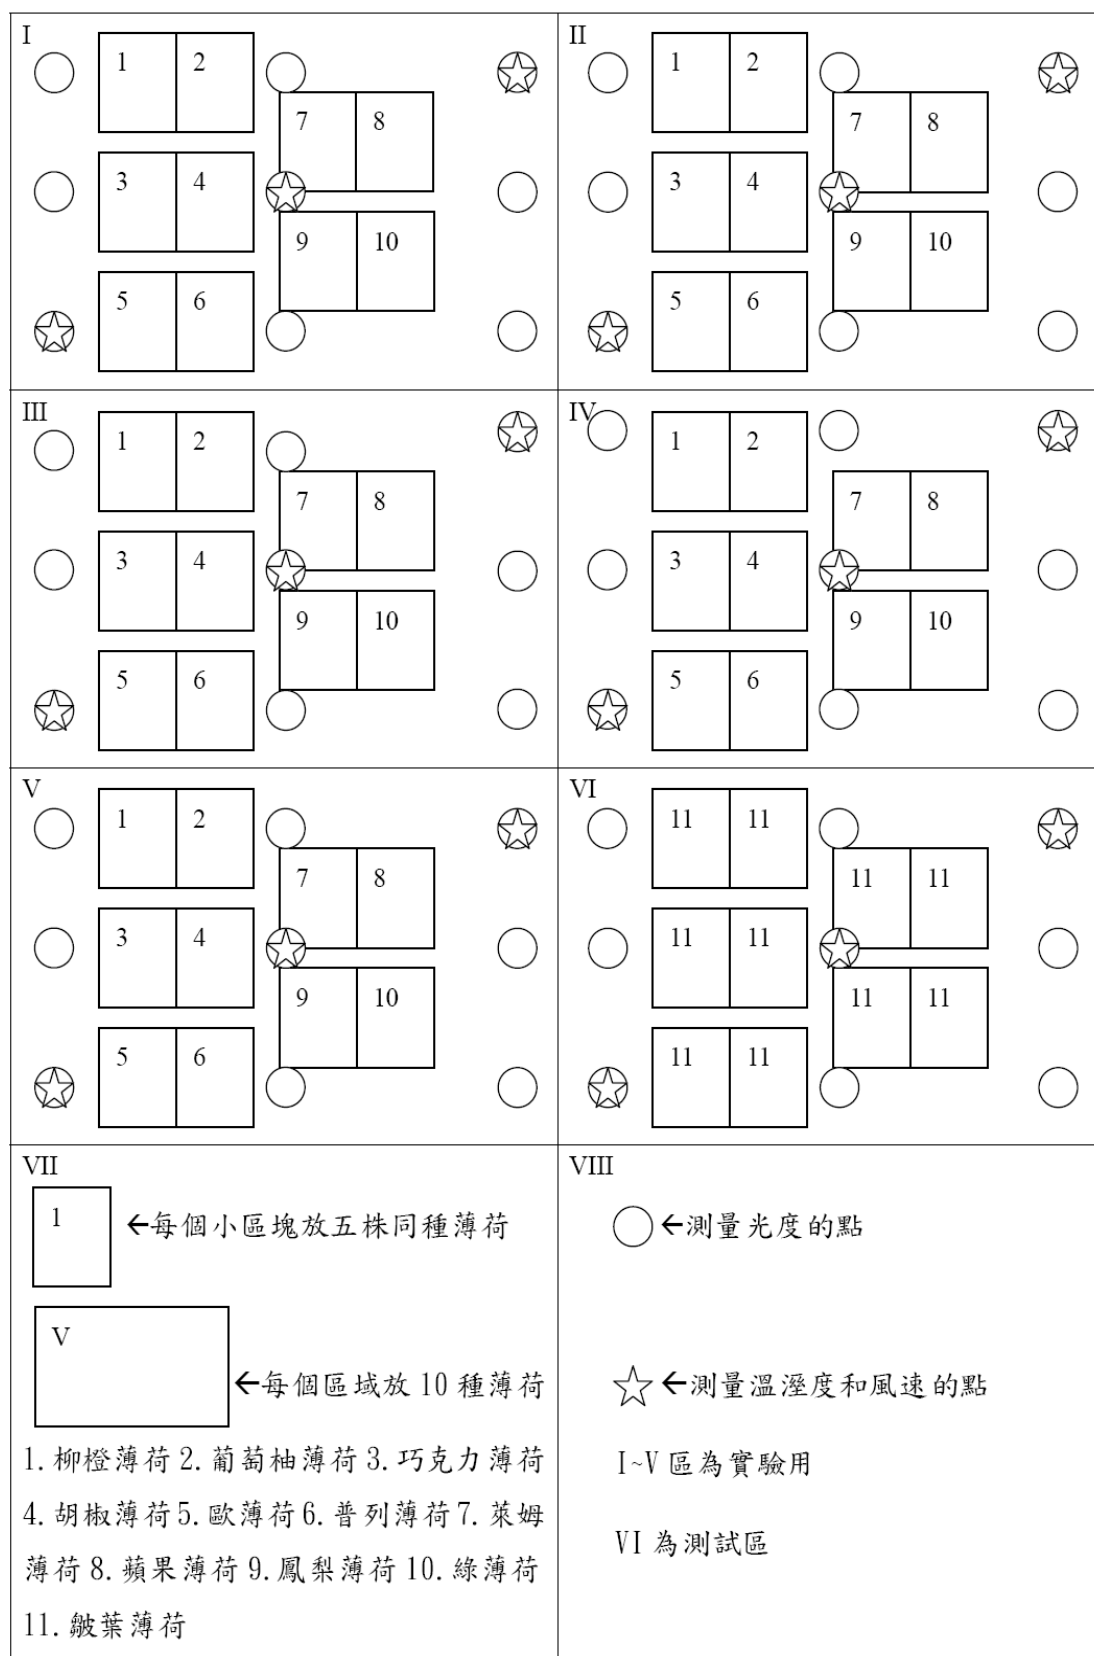 I
1 2
7 8
3 4
9 10
5 6
II
1 2
7 8
3 4
9 10
5 6
III
1 2
7 8
3 4
9 10
5 6
IV
1 2
7 8
3 4
9 10
5 6
V
1 2
7 8
3 4
9 10
5 6
VI
11 11
11 11
11 11
11 11
11 11
VII
1 ←每個小區塊放五株同種薄荷
V
←每個區域放 10 種薄荷
1.柳橙薄荷 2.葡萄柚薄荷 3.巧克力薄荷
4.胡椒薄荷 5.歐薄荷 6.普列薄荷 7.萊姆
薄荷 8.蘋果薄荷 9.鳳梨薄荷 10.綠薄荷
11.皺葉薄荷
VIII
←測量光度的點
←測量溫溼度和風速的點
I~V 區為實驗用
VI 為測試區